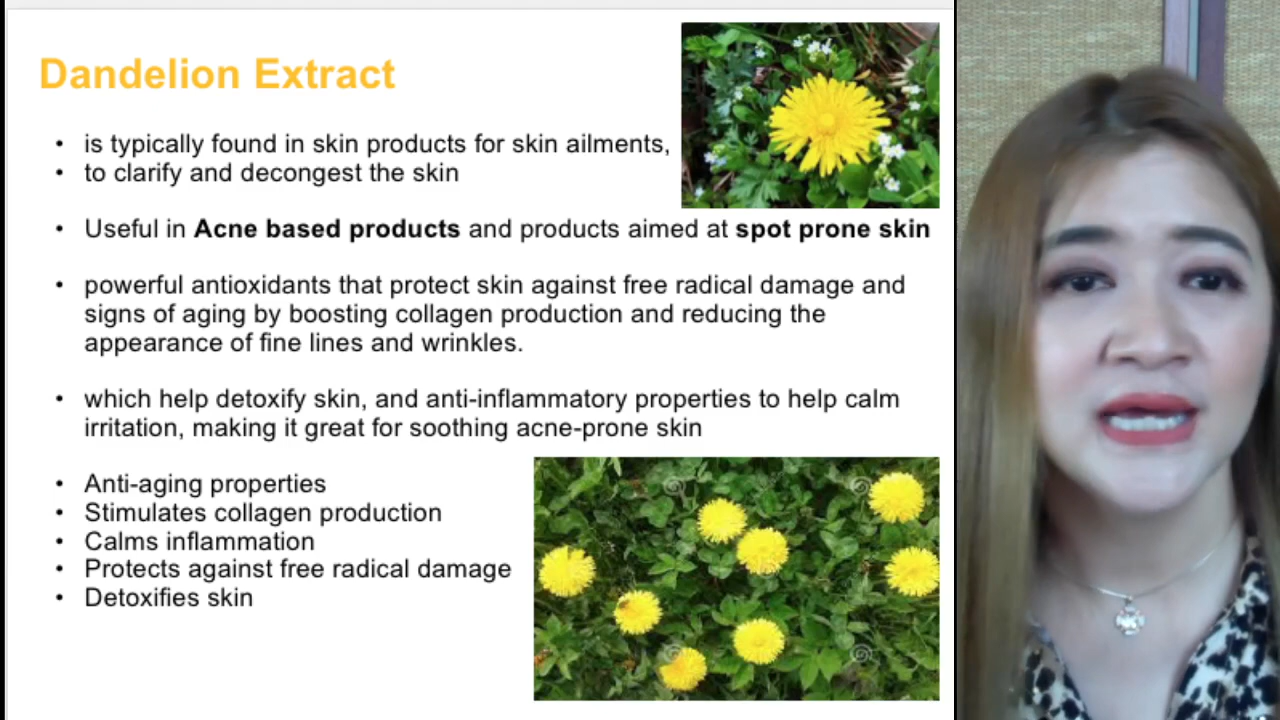 Dandelion Extract
• is typically found in skin products for skin ailments,
• to clarify and decongest the skin
• Useful in Acne based products and products aimed at spot prone skin
• powerful antioxidants that protect skin against free radical damage and
signs of aging by boosting collagen production and reducing the
appearance of fine lines and wrinkles.
• which help detoxify skin, and anti-inflammatory properties to help calm
irritation, making it great for soothing acne-prone skin
• Anti-aging properties
• Stimulates collagen production
• Calms inflammation
• Protects against free radical damage
• Detoxifies skin